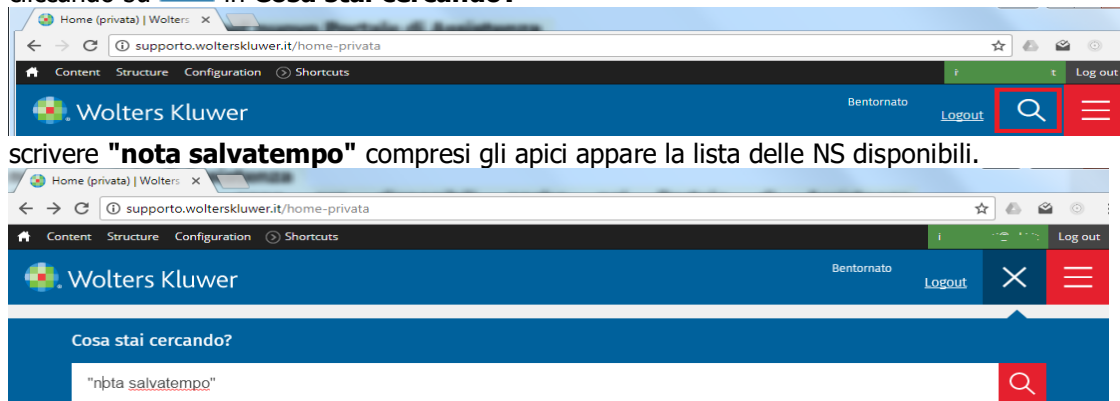 cliccando su in Cosa stai cercando?
Home (privata) | Wolters ×
supporto.wolterskluwer.it/home-privata
Content Structure Configuration Shortcuts Log out
Wolters Kluwer Bentornato Logout
scrivere "nota salvatempo" compresi gli apici appare la lista delle NS disponibili.
Home (privata) | Wolters ×
supporto.wolterskluwer.it/home-privata
Content Structure Configuration Shortcuts Log out
Wolters Kluwer Bentornato Logout
Cosa stai cercando?
"nota salvatempo"